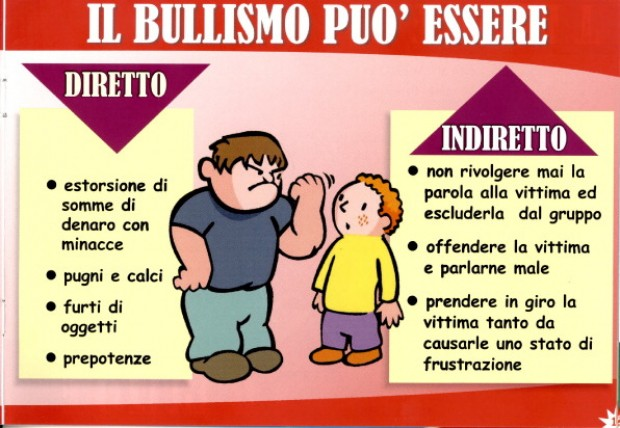 IL BULLISMO PUO' ESSERE
DIRETTO
• estorsione di
somme di
denaro con
minacce
• pugni e calci
• furti di
oggetti
• prepotenze
INDIRETTO
• non rivolgere mai la
parola alla vittima ed
escluderla dal gruppo
• offendere la vittima
e parlarne male
• prendere in giro la
vittima tanto da
causarle uno stato di
frustrazione